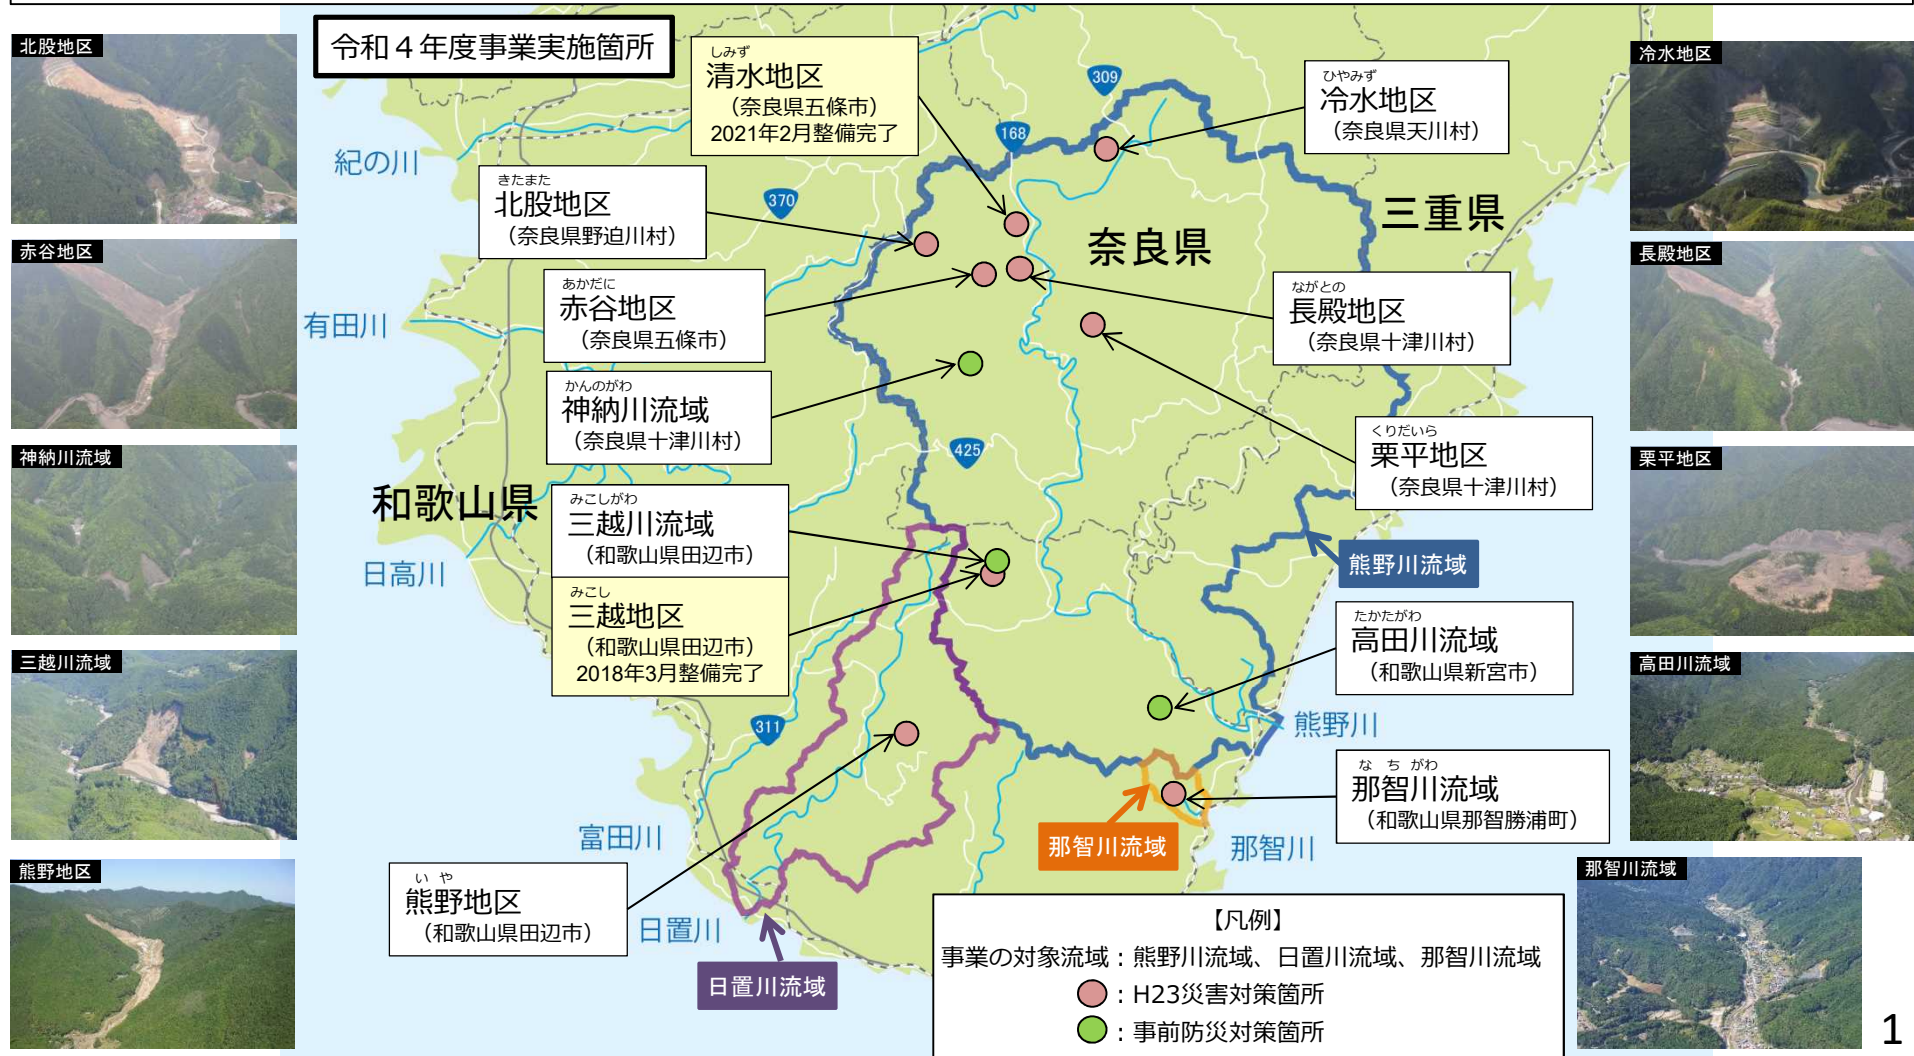 令和４年度事業実施箇所
北股地区
赤谷地区
神納川流域
三越川流域
熊野地区
しみず
清水地区
（奈良県五條市）
2021年2月整備完了
きたまた
北股地区
（奈良県野迫川村）
あかだに
赤谷地区
（奈良県五條市）
かんのがわ
神納川流域
（奈良県十津川村）
みこしがわ
三越川流域
（和歌山県田辺市）
みこし
三越地区
（和歌山県田辺市）
2018年3月整備完了
いや
熊野地区
（和歌山県田辺市）
ひやみず
冷水地区
（奈良県天川村）
ながとの
長殿地区
（奈良県十津川村）
くりだいら
栗平地区
（奈良県十津川村）
たかたがわ
高田川流域
（和歌山県新宮市）
な ち がわ
那智川流域
（和歌山県那智勝浦町）
紀の川
有田川
日高川
富田川
日置川
那智川
熊野川
和歌山県
奈良県
三重県
309
168
370
425
311
熊野川流域
那智川流域
日置川流域
【凡例】
事業の対象流域：熊野川流域、日置川流域、那智川流域
：H23災害対策箇所
：事前防災対策箇所
冷水地区
長殿地区
栗平地区
高田川流域
那智川流域
1